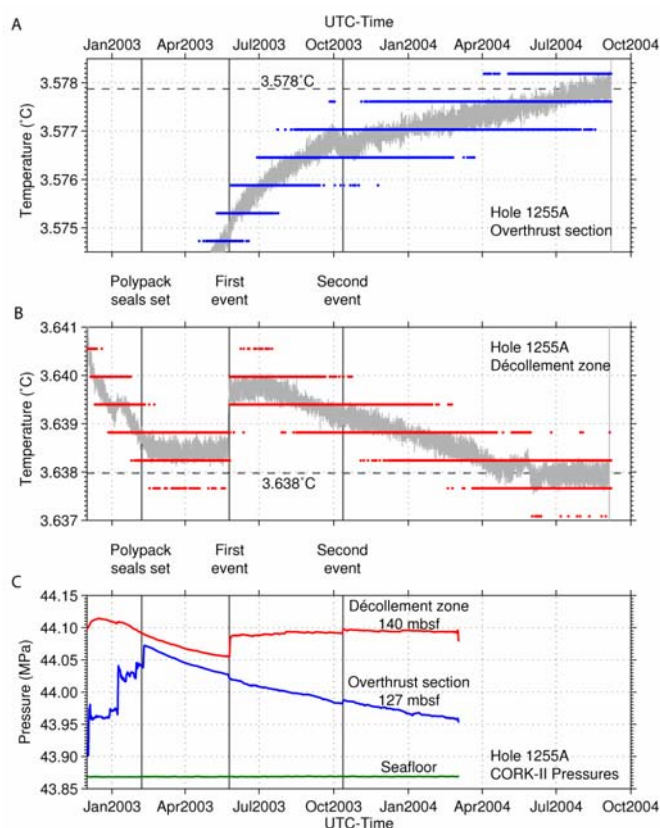 UTC-Time
A
Jan2003 Apr2003 Jul2003 Oct2003 Jan2004 Apr2004 Jul2004 Oct2004
3.578
3.577
3.576
3.575
Temperature (˚C)
3.578˚C
Hole 1255A
Overthrust section
Polypack
seals set
First
event
Second
event
B
3.641
3.640
3.639
3.638
3.637
Temperature (˚C)
Hole 1255A
Décollement zone
3.638˚C
Polypack
seals set
First
event
Second
event
C
44.15
44.10
44.05
44.00
43.95
43.90
43.85
Pressure (MPa)
Décollement zone
140 mbsf
Overthrust section
127 mbsf
Seafloor
Hole 1255A
CORK-II Pressures
Jan2003 Apr2003 Jul2003 Oct2003 Jan2004 Apr2004 Jul2004 Oct2004
UTC-Time